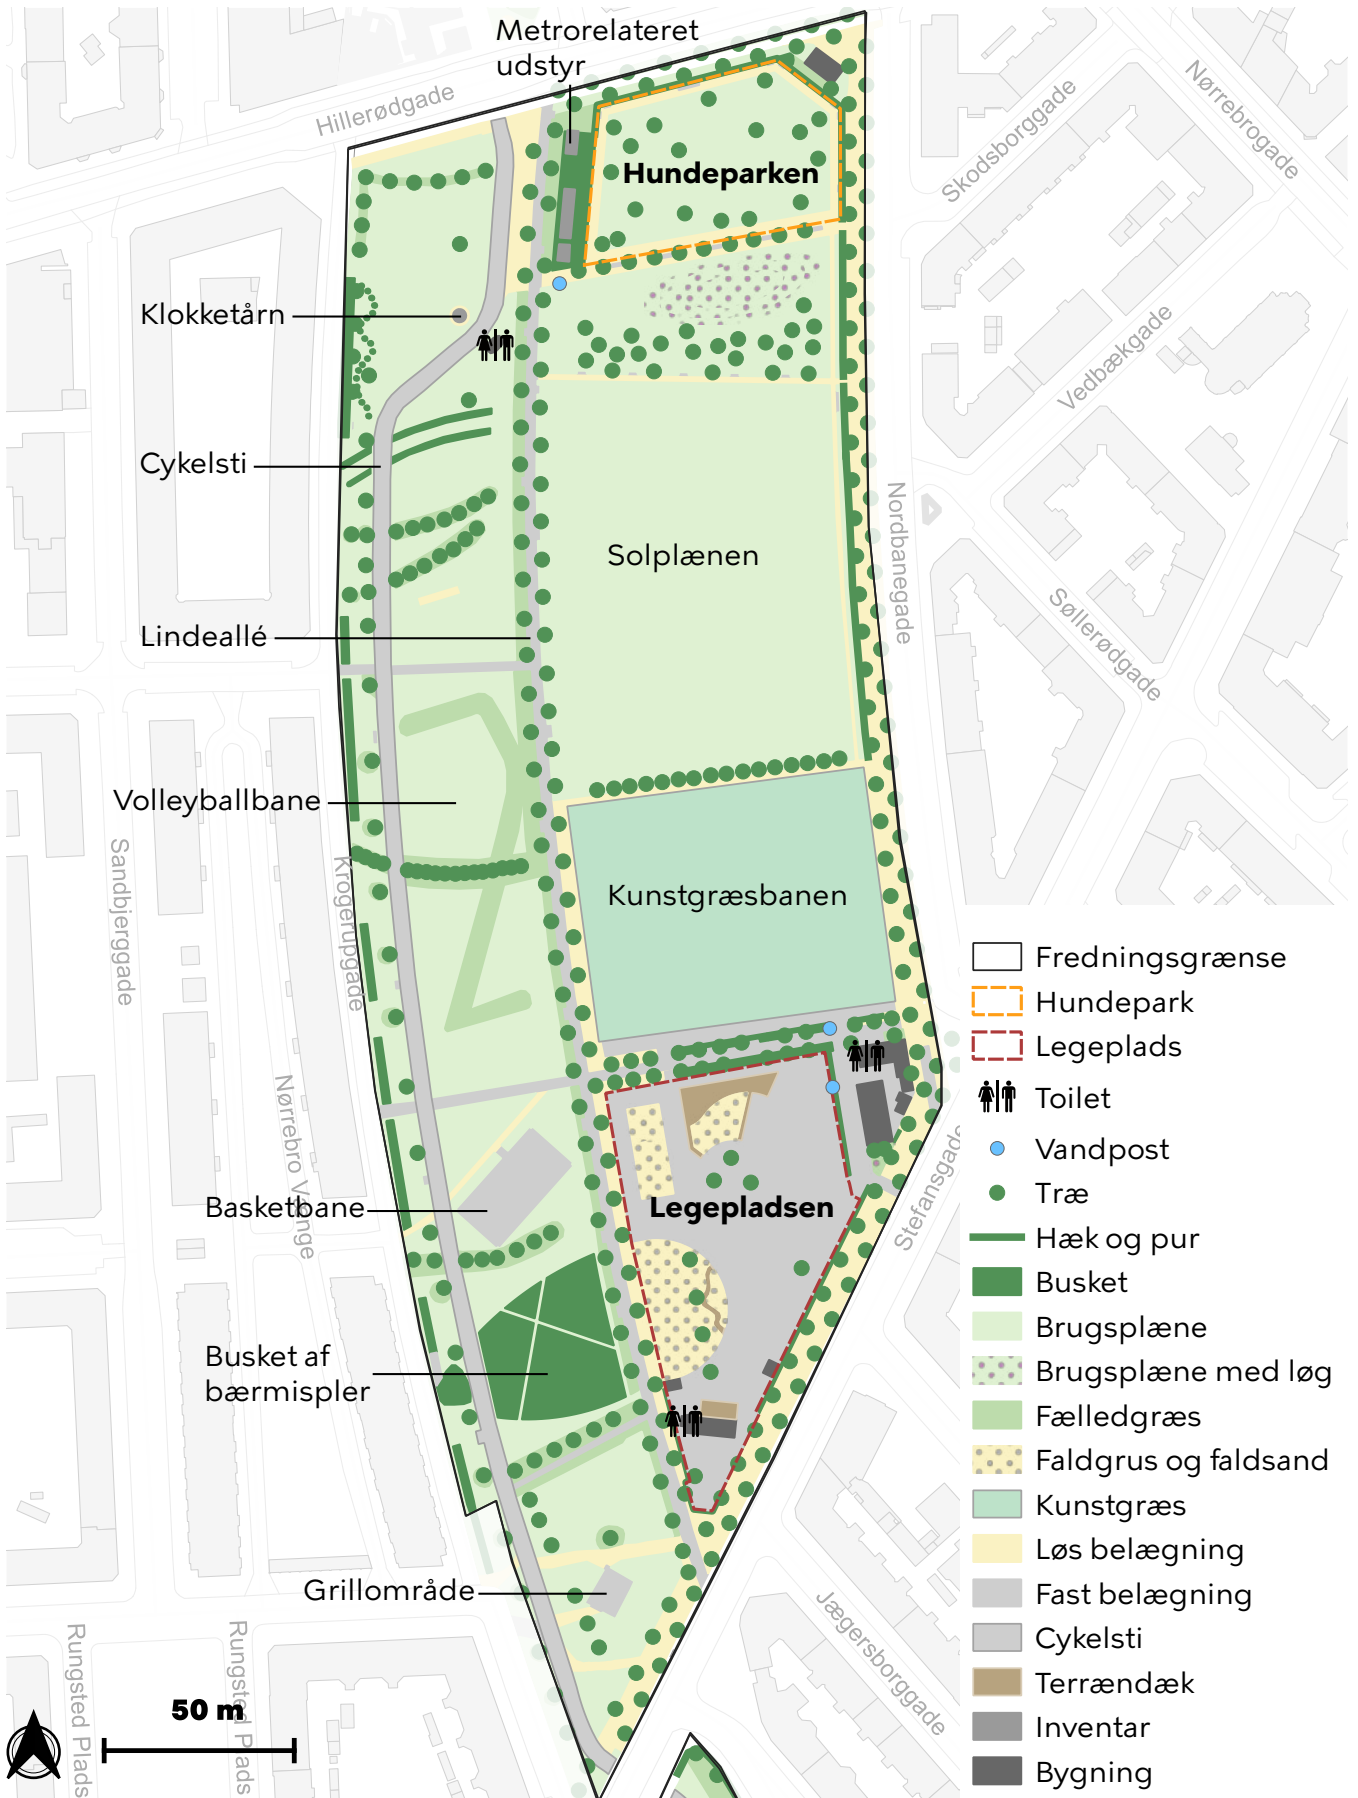 Metrorelateret
udstyr
Hillerødgade
Hundeparken
Skodsborggade
Nørrebrogade
Klokketårn
Vedbækgade
Cykelsti
Nordbanegade
Solplænen
Søllerødgade
Lindeallé
Volleyballbane
Sandbjerggade
Krogerupgade
Kunstgræsbanen
Nørrebro Vænge
Basketbane
Legepladsen
Stefansgade
Busket af
bærmispler
Grillområde
Jægersborggade
Rungsted Plads
Rungsted Plads
50 m
Fredningsgrænse
Hundepark
Legeplads
Toilet
Vandpost
Træ
Hæk og pur
Busket
Brugsplæne
Brugsplæne med løg
Fælledgræs
Faldgrus og faldsand
Kunstgræs
Løs belægning
Fast belægning
Cykelsti
Terrændæk
Inventar
Bygning